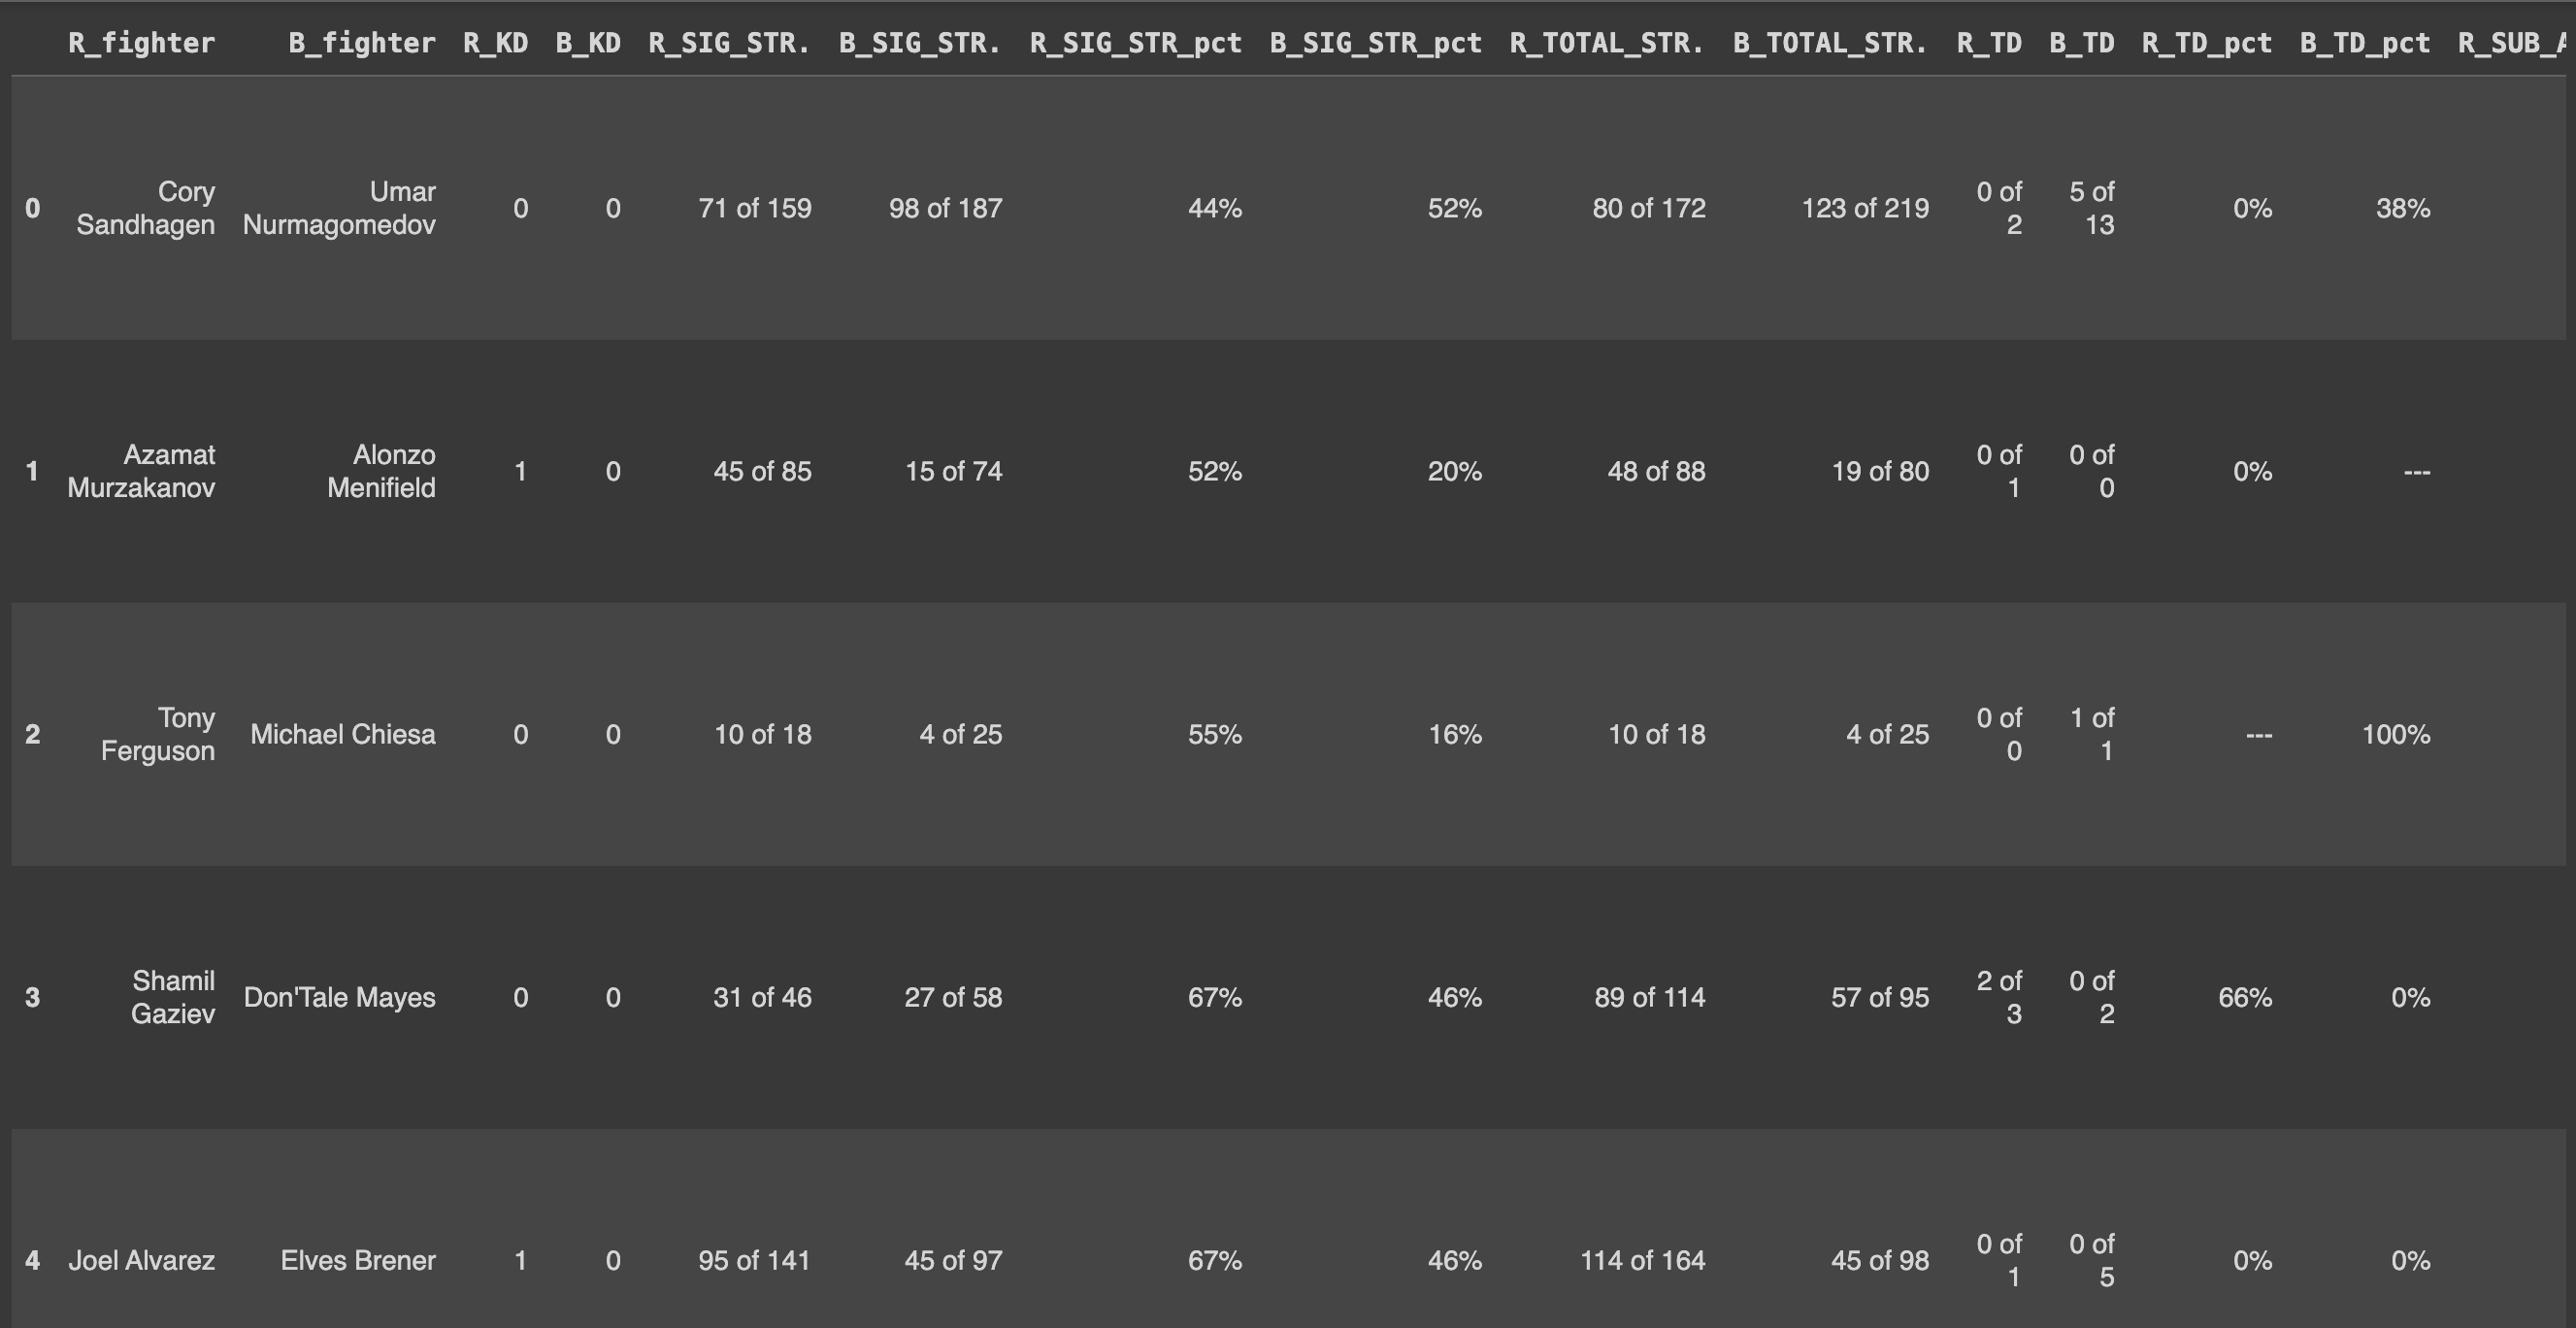 R_fighter B_fighter R_KD B_KD R_SIG_STR. B_SIG_STR. R_SIG_STR_pct B_SIG_STR_pct R_TOTAL_STR. B_TOTAL_STR. R_TD B_TD R_TD_pct B_TD_pct R_SUB_A
0 Cory Sandhagen Umar Nurmagomedov 0 0 71 of 159 98 of 187 44% 52% 80 of 172 123 of 219 0 of 2 5 of 13 0% 38%
1 Azamat Murzakanov Alonzo Menifield 1 0 45 of 85 15 of 74 52% 20% 48 of 88 19 of 80 0 of 1 0 of 0 0% ---
2 Tony Ferguson Michael Chiesa 0 0 10 of 18 4 of 25 55% 16% 10 of 18 4 of 25 0 of 0 1 of 1 --- 100%
3 Shamil Gaziev Don'Tale Mayes 0 0 31 of 46 27 of 58 67% 46% 89 of 114 57 of 95 2 of 3 0 of 2 66% 0%
4 Joel Alvarez Elves Brener 1 0 95 of 141 45 of 97 67% 46% 114 of 164 45 of 98 0 of 1 0 of 5 0% 0%